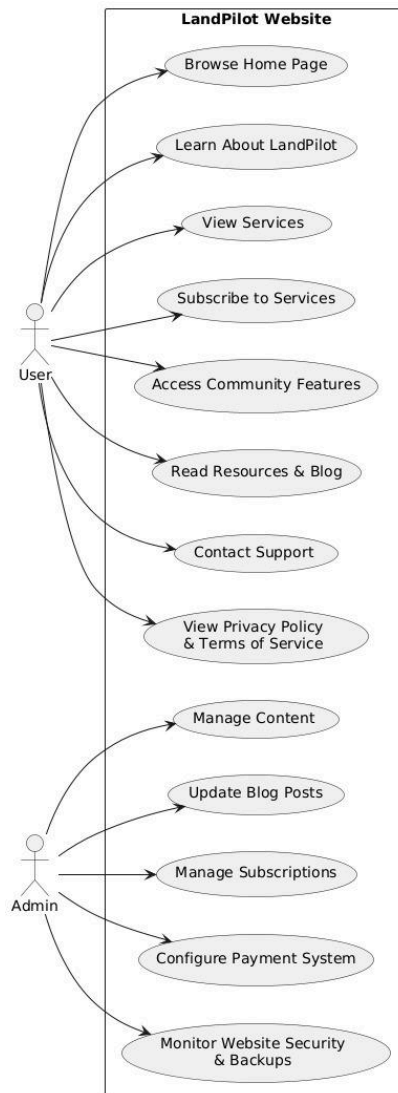 LandPilot Website
Browse Home Page
Learn About LandPilot
View Services
Subscribe to Services
User
Access Community Features
Read Resources & Blog
Contact Support
View Privacy Policy
& Terms of Service
Manage Content
Update Blog Posts
Manage Subscriptions
Admin
Configure Payment System
Monitor Website Security
& Backups